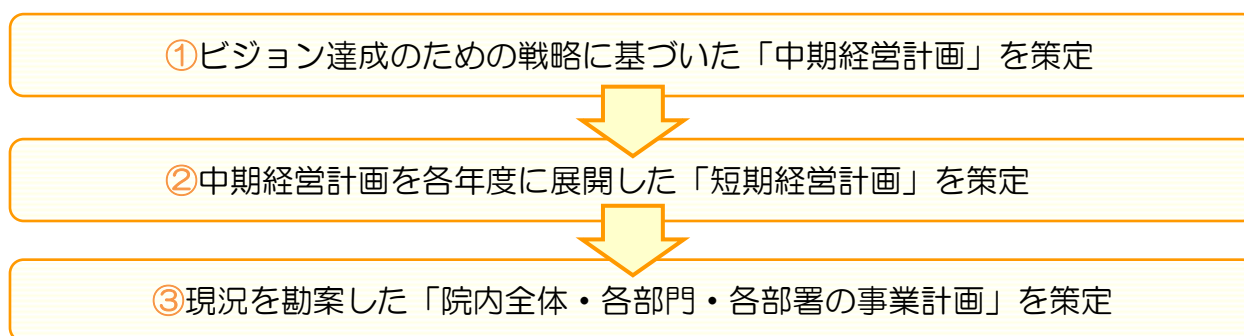 ①ビジョン達成のための戦略に基づいた「中期経営計画」を策定
②中期経営計画を各年度に展開した「短期経営計画」を策定
③現況を勘案した「院内全体・各部門・各部署の事業計画」を策定